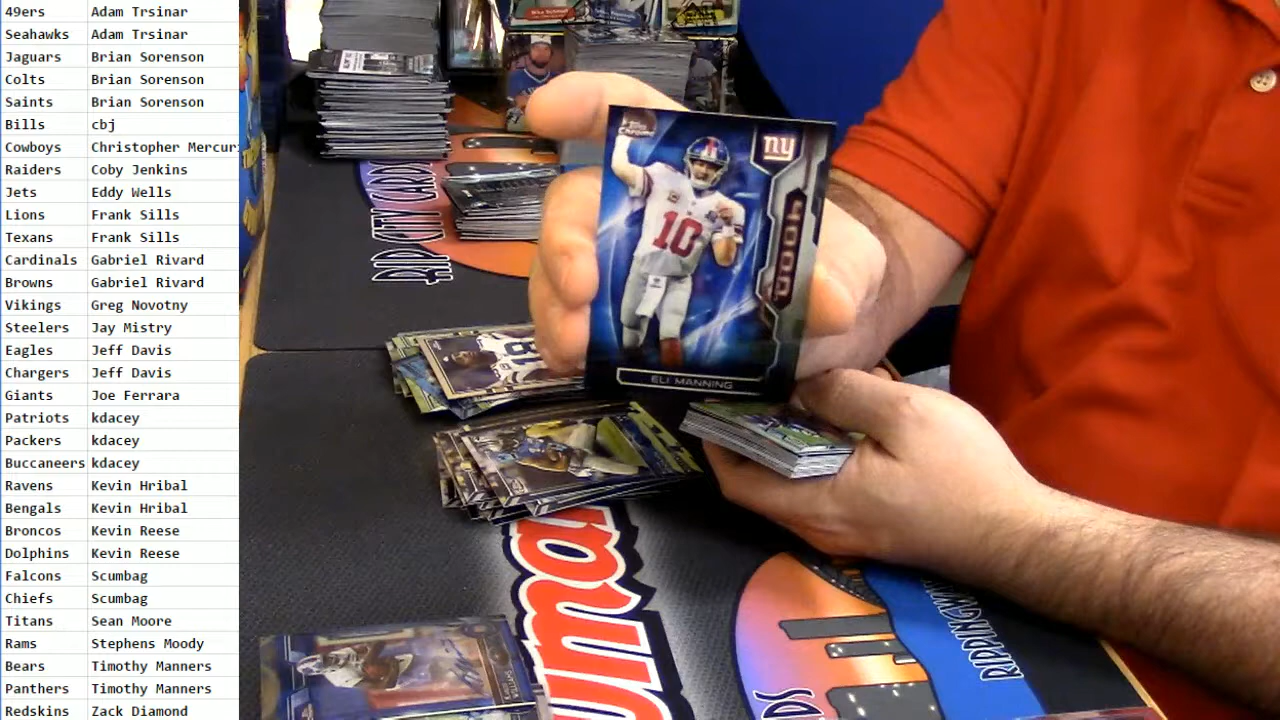 49ers Adam Trsinar
Seahawks Adam Trsinar
Jaguars Brian Sorenson
Colts Brian Sorenson
Saints Brian Sorenson
Bills cbj
Cowboys Christopher Mercur
Raiders Coby Jenkins
Jets Eddy Wells
Lions Frank Sills
Texans Frank Sills
Cardinals Gabriel Rivard
Browns Gabriel Rivard
Vikings Greg Novotny
Steelers Jay Mistry
Eagles Jeff Davis
Chargers Jeff Davis
Giants Joe Ferrara
Patriots kdacey
Packers kdacey
Buccaneers kdacey
Ravens Kevin Hribal
Bengals Kevin Hribal
Broncos Kevin Reese
Dolphins Kevin Reese
Falcons Scumbag
Chiefs Scumbag
Titans Sean Moore
Rams Stephens Moody
Bears Timothy Manners
Panthers Timothy Manners
Redskins Zack Diamond
RIP CITY CARDS
Topps
Chrome
ny
10
4000
ELI MANNING